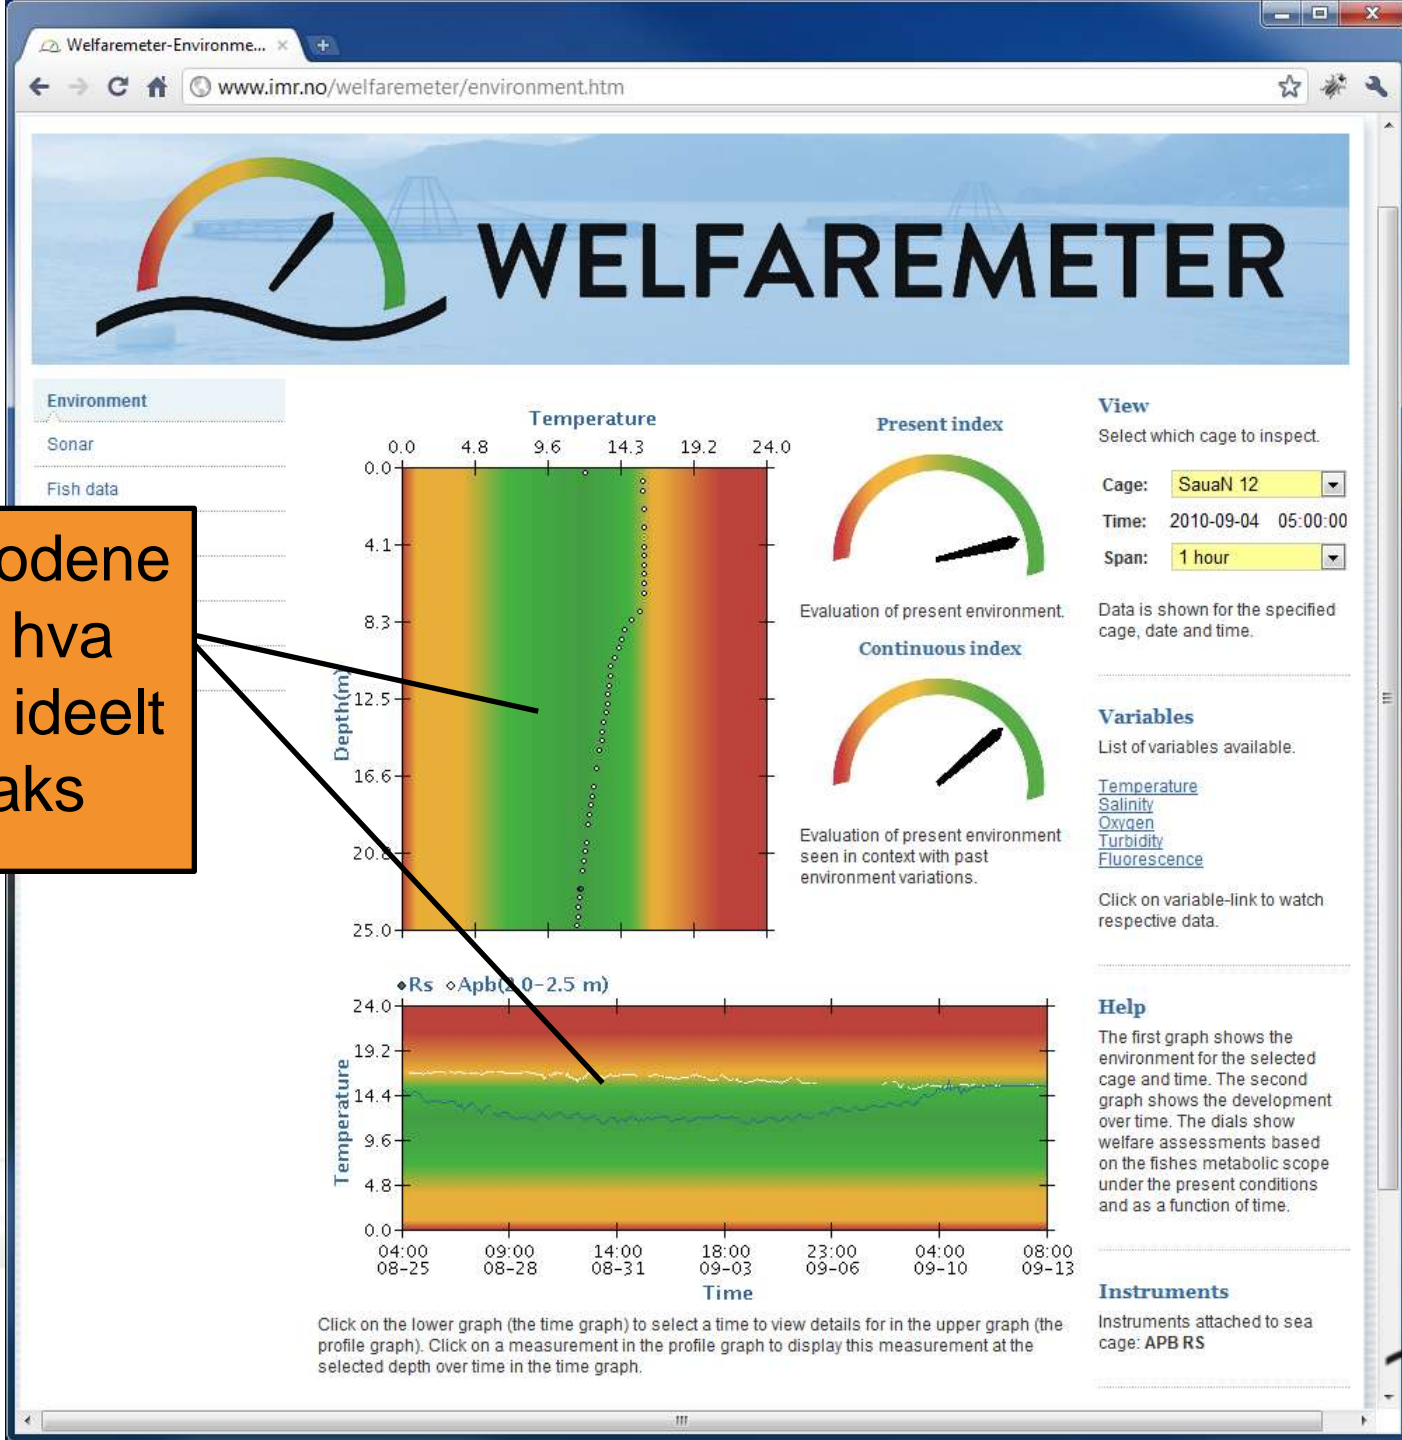 Welfaremeter-Environme...
www.imr.no/welfaremeter/environment.htm
WELFAREMETER
Environment
Sonar
Fish data
odene
hva
ideelt
aks
Temperature
0.0 4.8 9.6 14.3 19.2 24.0
0.0
4.1
8.3
12.5
16.6
25.0
Depth(m)
Present index
Evaluation of present environment.
Continuous index
Evaluation of present environment
seen in context with past
environment variations.
Rs Apb(2.0-2.5 m)
24.0
19.2
14.4
9.6
4.8
0.0
Temperature
04:00 09:00 14:00 18:00 23:00 04:00 08:00
08-25 08-28 08-31 09-03 09-06 09-10 09-13
Time
Click on the lower graph (the time graph) to select a time to view details for in the upper graph (the
profile graph). Click on a measurement in the profile graph to display this measurement at the
selected depth over time in the time graph.
View
Select which cage to inspect.
Cage: SauaN 12
Time: 2010-09-04 05:00:00
Span: 1 hour
Data is shown for the specified
cage, date and time.
Variables
List of variables available.
Temperature
Salinity
Oxygen
Turbidity
Fluorescence
Click on variable-link to watch
respective data.
Help
The first graph shows the
environment for the selected
cage and time. The second
graph shows the development
over time. The dials show
welfare assessments based
on the fishes metabolic scope
under the present conditions
and as a function of time.
Instruments
Instruments attached to sea
cage: APB RS